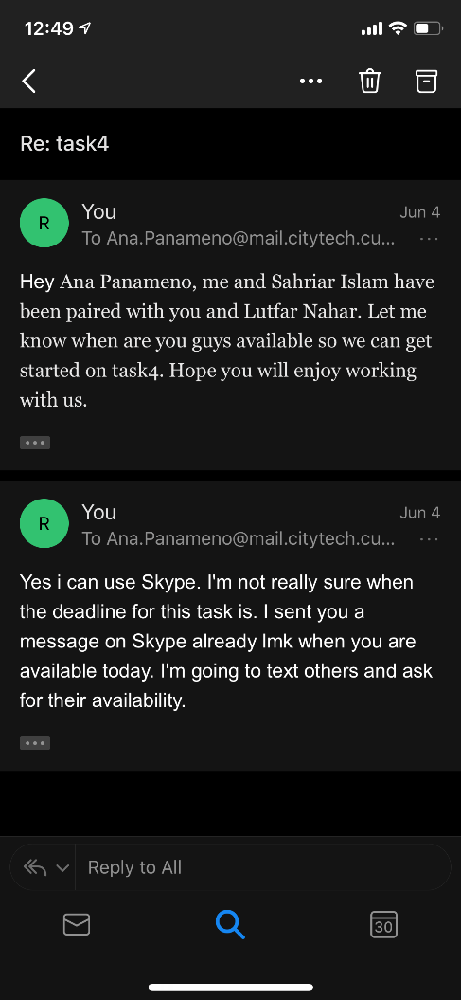 12:49
Re: task4
R
You
Jun 4
To Ana.Panameno@mail.citytech.cu...
Hey Ana Panameno, me and Sahriar Islam have
been paired with you and Lutfar Nahar. Let me
know when are you guys available so we can get
started on task4. Hope you will enjoy working
with us.
R
You
Jun 4
To Ana.Panameno@mail.citytech.cu...
Yes i can use Skype. I'm not really sure when
the deadline for this task is. I sent you a
message on Skype already lmk when you are
available today. I'm going to text others and ask
for their availability.
Reply to All
30